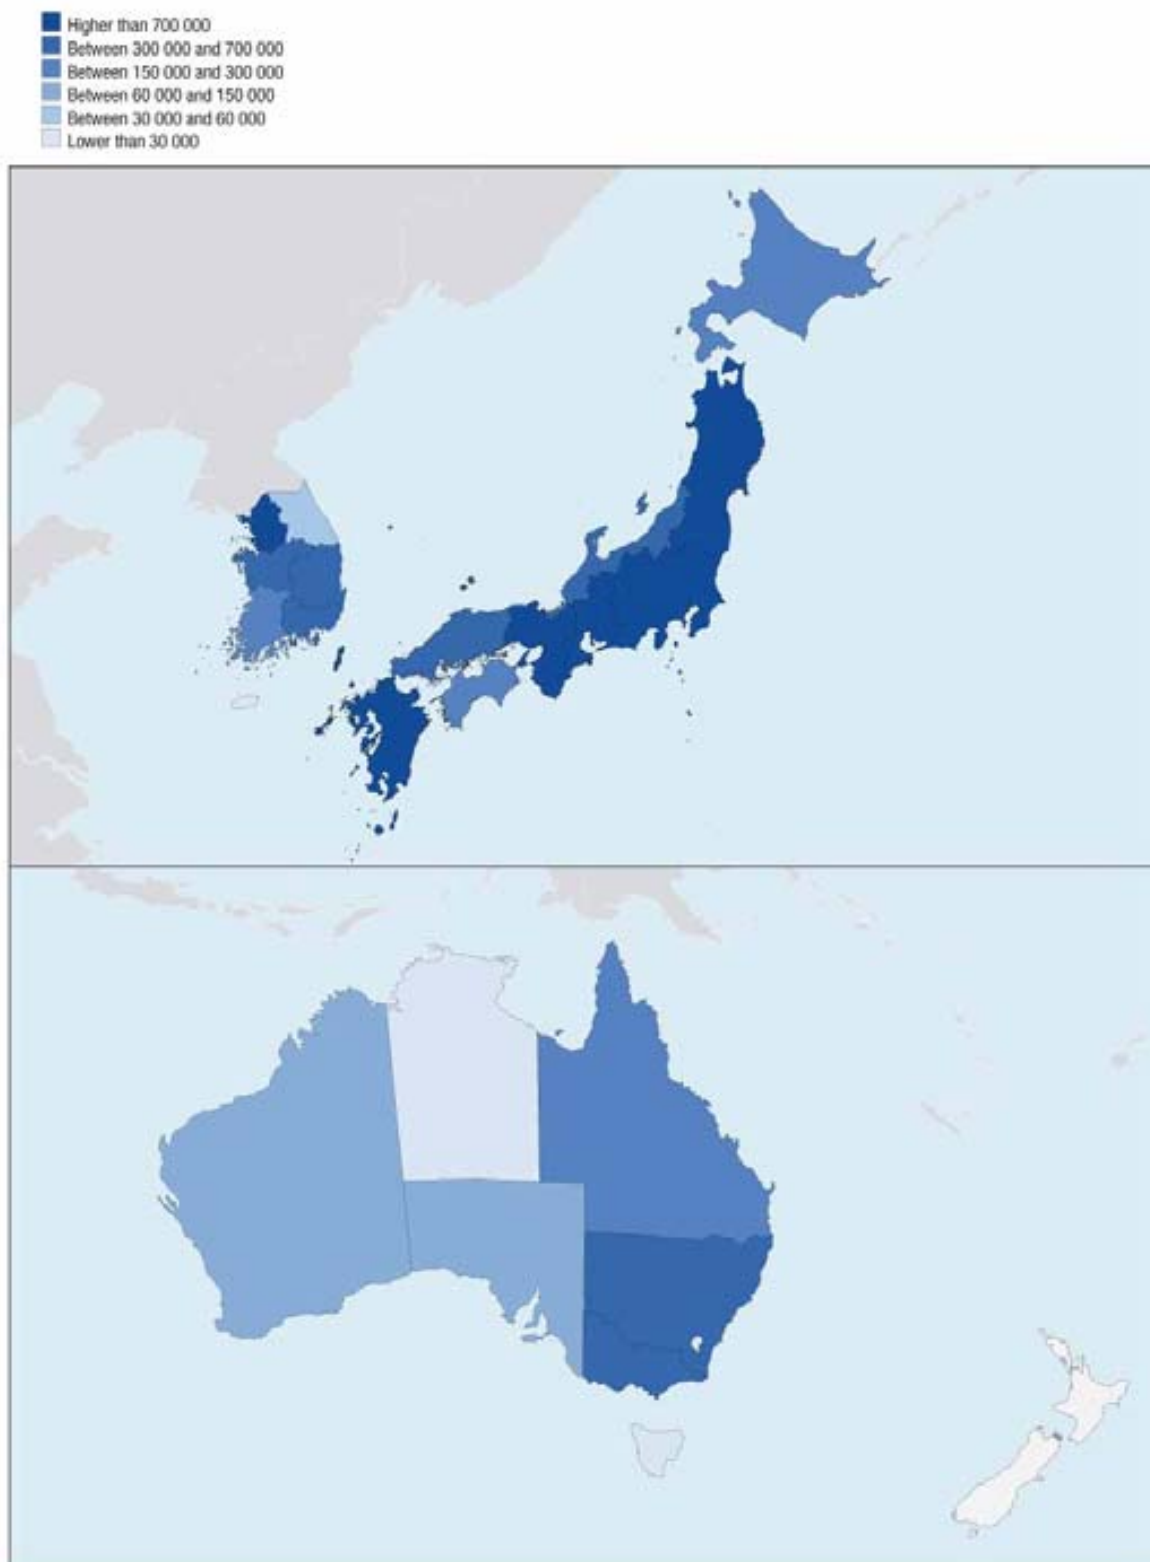 Higher than 700 000
Between 300 000 and 700 000
Between 150 000 and 300 000
Between 60 000 and 150 000
Between 30 000 and 60 000
Lower than 30 000